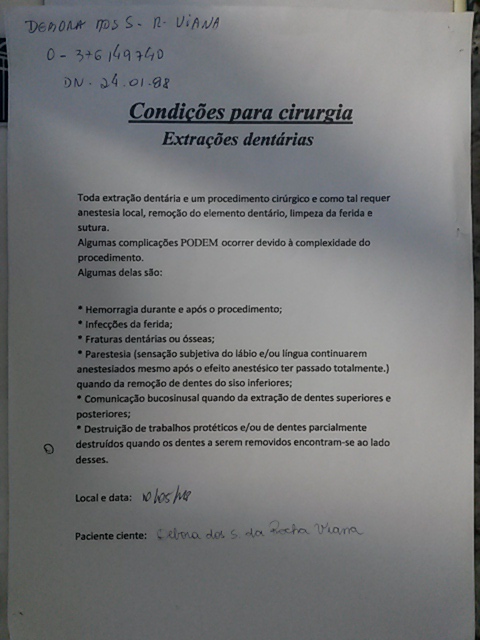 DEBORA DOS S. R. VIANA
0-376149740
DN. 24.01.98
Condições para cirurgia
Extrações dentárias
Toda extração dentária e um procedimento cirúrgico e como tal requer
anestesia local, remoção do elemento dentário, limpeza da ferida e
sutura.
Algumas complicações PODEM ocorrer devido à complexidade do
procedimento.
Algumas delas são:
* Hemorragia durante e após o procedimento;
* Infecções da ferida;
* Fraturas dentárias ou ósseas;
* Parestesia (sensação subjetiva do lábio e/ou língua continuarem
anestesiados mesmo após o efeito anestésico ter passado totalmente.)
quando da remoção de dentes do siso inferiores;
* Comunicação bucosinusal quando da extração de dentes superiores e
posteriores;
* Destruição de trabalhos protéticos e/ou de dentes parcialmente
destruídos quando os dentes a serem removidos encontram-se ao lado
desses.
Local e data:
Paciente ciente: Debora dos S. da Rocha Viana